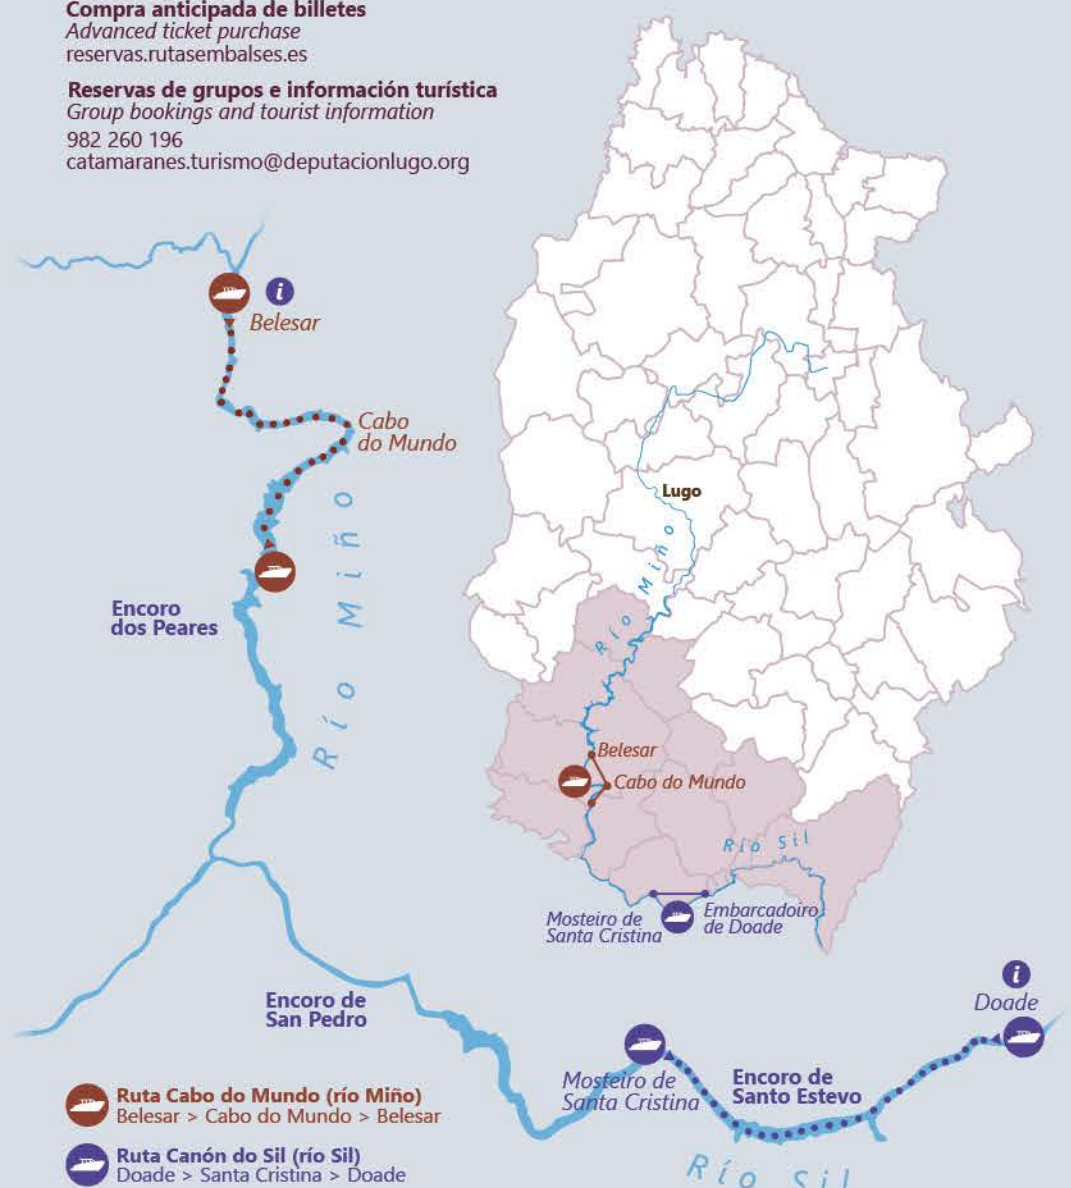 Compra anticipada de billetes
Advanced ticket purchase
reservas.rutasembalses.es
Reservas de grupos e información turística
Group bookings and tourist information
982 260 196
catamaranes.turismo@deputacionlugo.org
i
Belesar
Cabo
do Mundo
Río Miño
Encoro
dos Peares
Lugo
Río Miño
Belesar
Cabo do Mundo
Río Sil
Mosteiro de
Santa Cristina
Embarcadoiro
de Doade
Encoro de
San Pedro
i
Doade
Mosteiro de
Santa Cristina
Encoro de
Santo Estevo
Río Sil
Ruta Cabo do Mundo (río Miño)
Belesar > Cabo do Mundo > Belesar
Ruta Canón do Sil (río Sil)
Doade > Santa Cristina > Doade